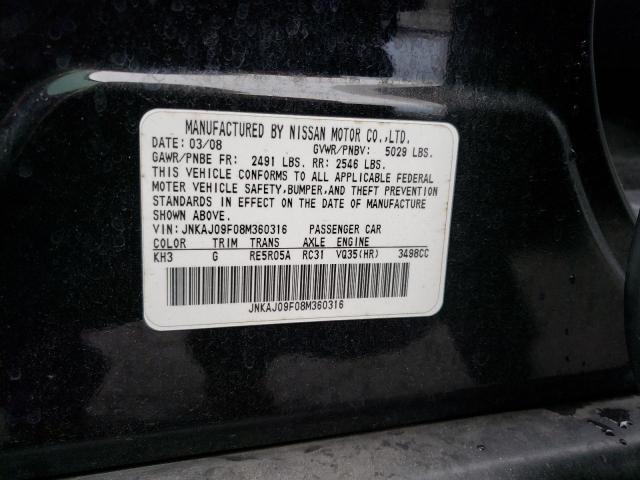 MANUFACTURED BY NISSAN MOTOR CO.,LTD.
DATE: 03/08 GVWR/PNBV: 5029 LBS.
GAWR/PNBE FR: 2491 LBS. RR: 2546 LBS.
THIS VEHICLE CONFORMS TO ALL APPLICABLE FEDERAL
MOTOR VEHICLE SAFETY, BUMPER, AND THEFT PREVENTION
STANDARDS IN EFFECT ON THE DATE OF MANUFACTURE
SHOWN ABOVE.
VIN: JNKAJ09F08M360316 PASSENGER CAR
COLOR TRIM TRANS AXLE ENGINE
KH3 G RE5R05A RC31 VQ35(HR) 3498CC
JNKAJ09F08M360316